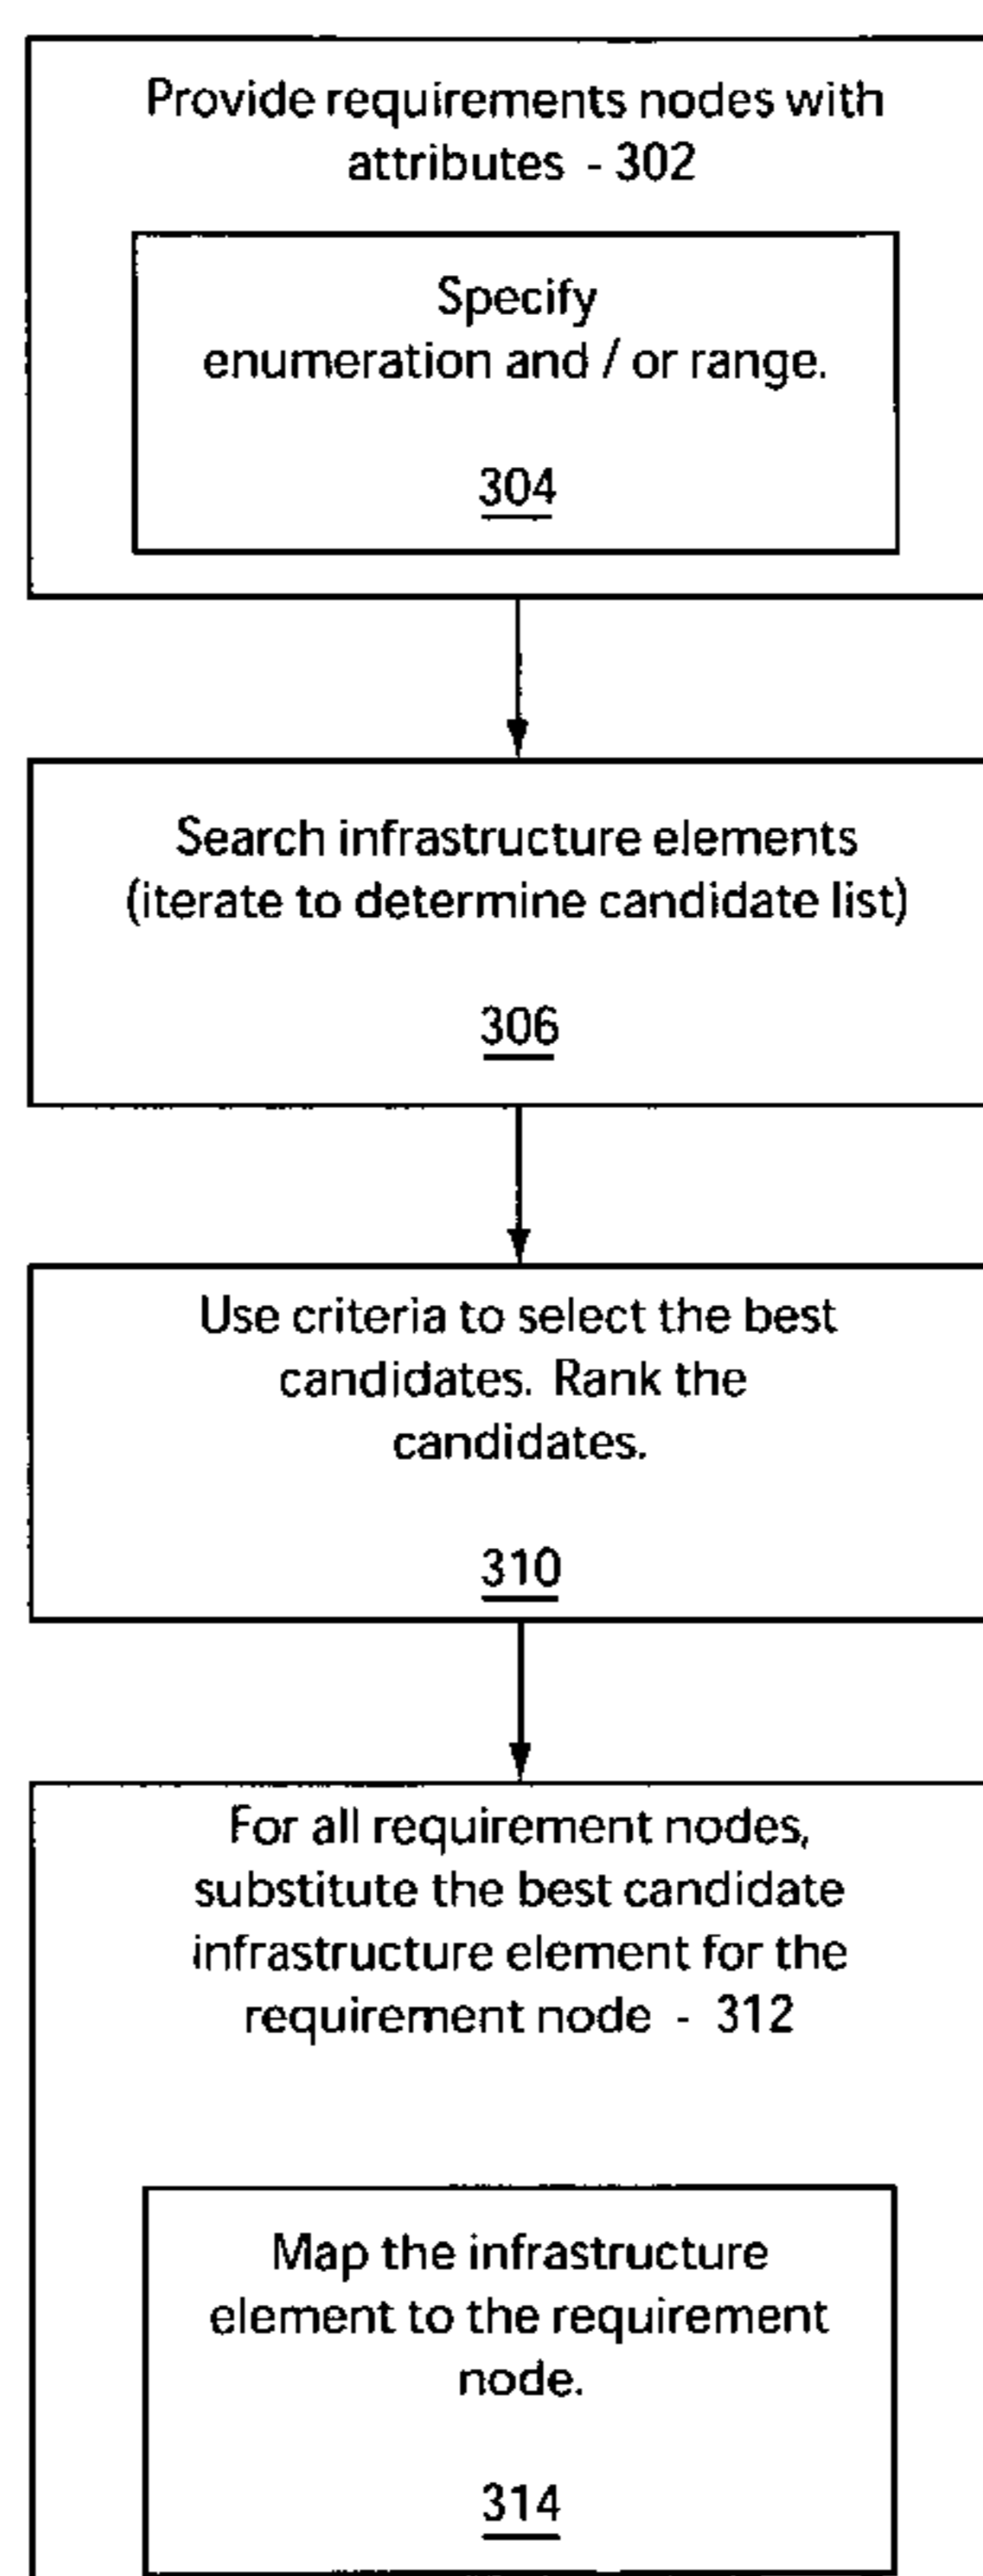 Provide requirements nodes with
attributes - 302
Specify
enumeration and / or range.
304
Search infrastructure elements
(iterate to determine candidate list)
306
Use criteria to select the best
candidates. Rank the
candidates.
310
For all requirement nodes,
substitute the best candidate
infrastructure element for the
requirement node - 312
Map the infrastructure
element to the requirement
node.
314